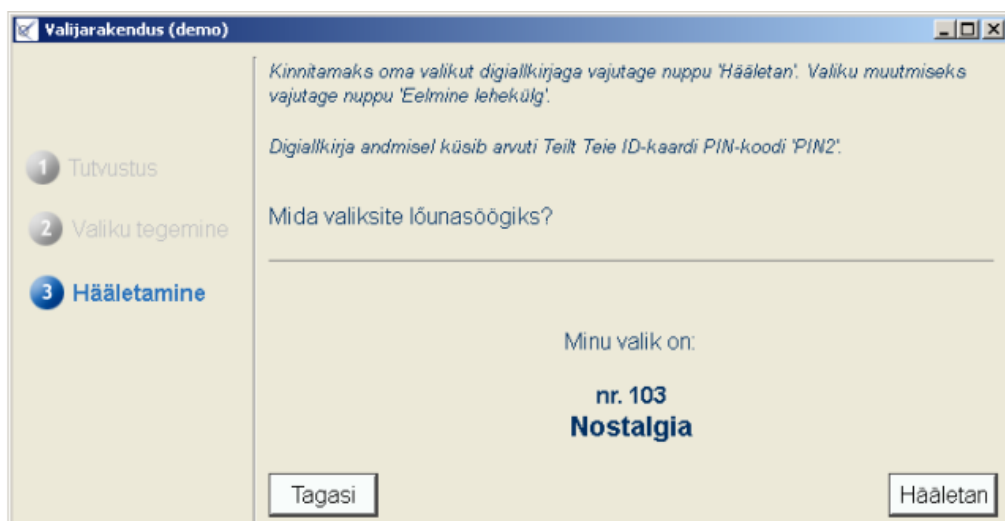 Valijarakendus (demo)
Kinnitamaks oma valikut digiallkirjaga vajutage nuppu 'Hääletan'. Valiku muutmiseks
vajutage nuppu 'Eelmine lehekülg'.
Digiallkirja andmisel küsib arvuti Teilt Teie ID-kaardi PIN-koodi 'PIN2'.
1 Tutvustus
2 Valiku tegemine
3 Hääletamine
Mida valiksite lõunasöögiks?
Minu valik on:
nr. 103
Nostalgia
Tagasi
Hääletan